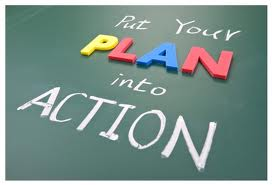 Put Your
PLAN
into
ACTION